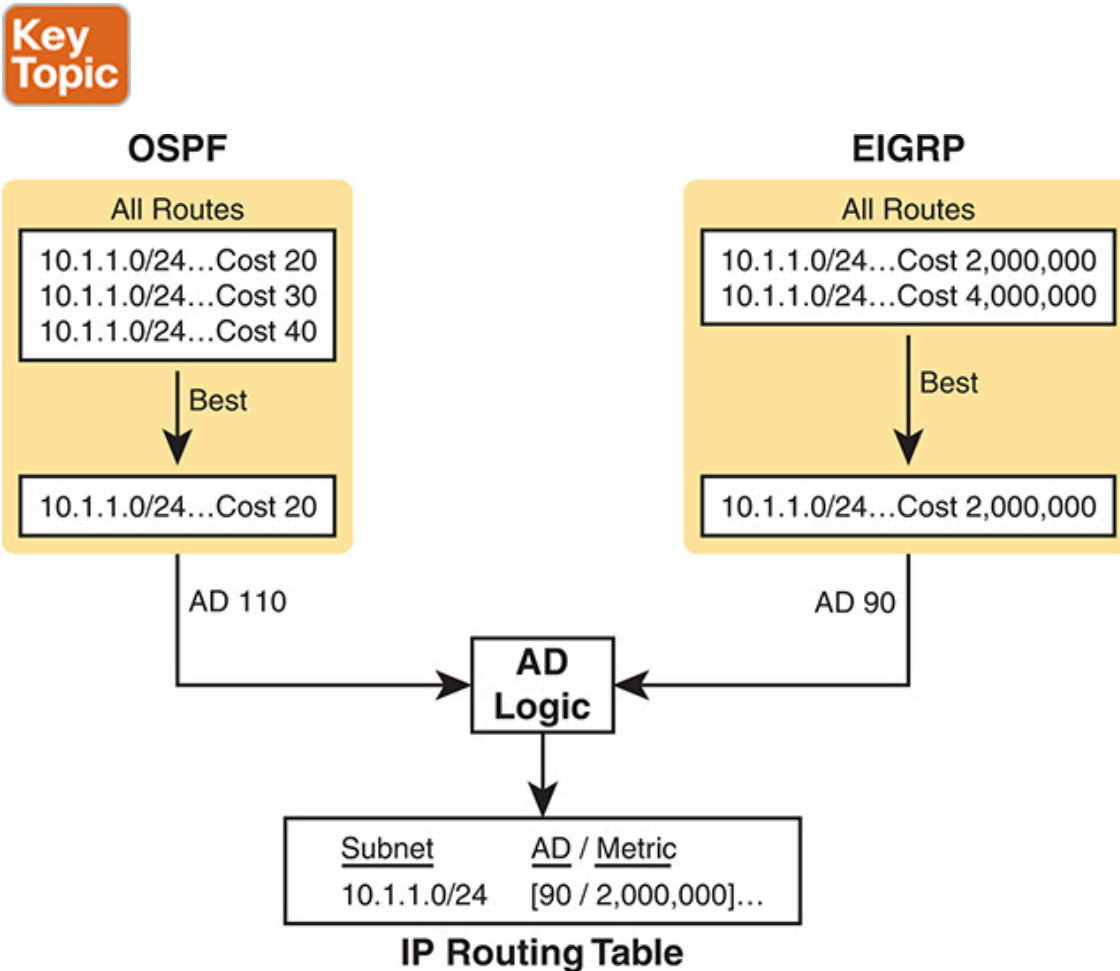 Key
Topic
OSPF
All Routes
10.1.1.0/24…Cost 20
10.1.1.0/24…Cost 30
10.1.1.0/24…Cost 40
Best
10.1.1.0/24…Cost 20
AD 110
EIGRP
All Routes
10.1.1.0/24…Cost 2,000,000
10.1.1.0/24…Cost 4,000,000
Best
10.1.1.0/24…Cost 2,000,000
AD 90
AD
Logic
Subnet AD / Metric
10.1.1.0/24 [90 / 2,000,000]…
IP Routing Table